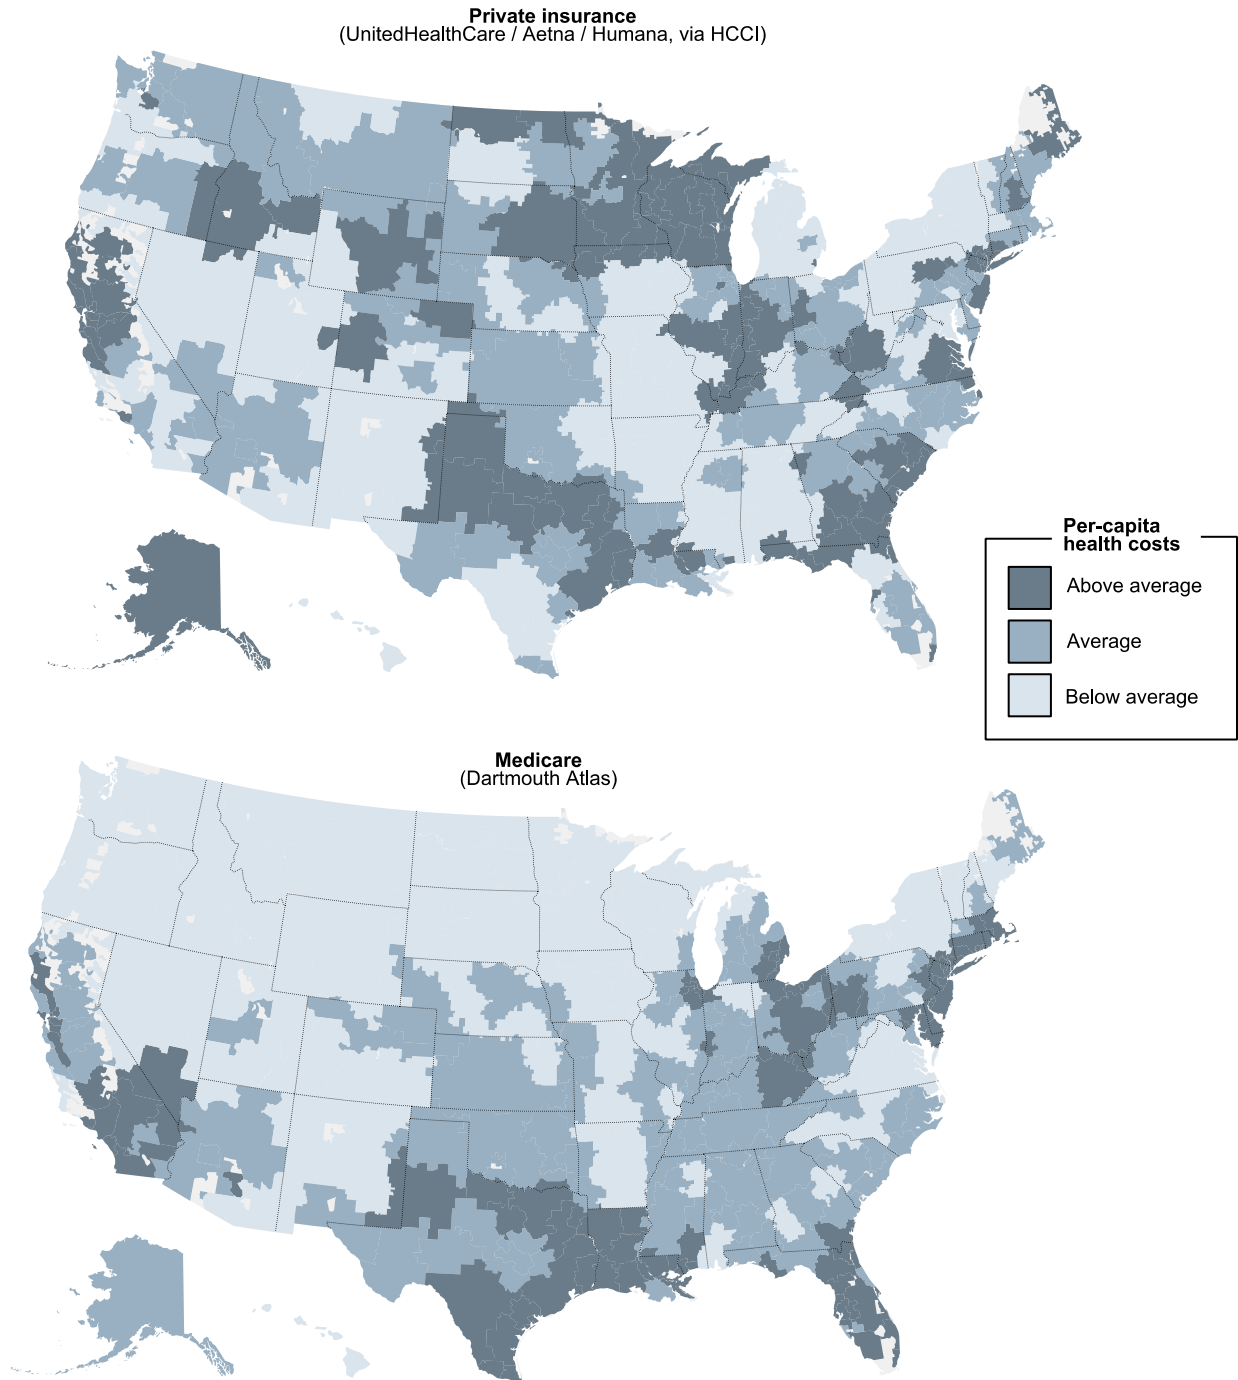 Private insurance
(UnitedHealthCare / Aetna / Humana, via HCCI)
Per-capita
health costs
Above average
Average
Below average
Medicare
(Dartmouth Atlas)